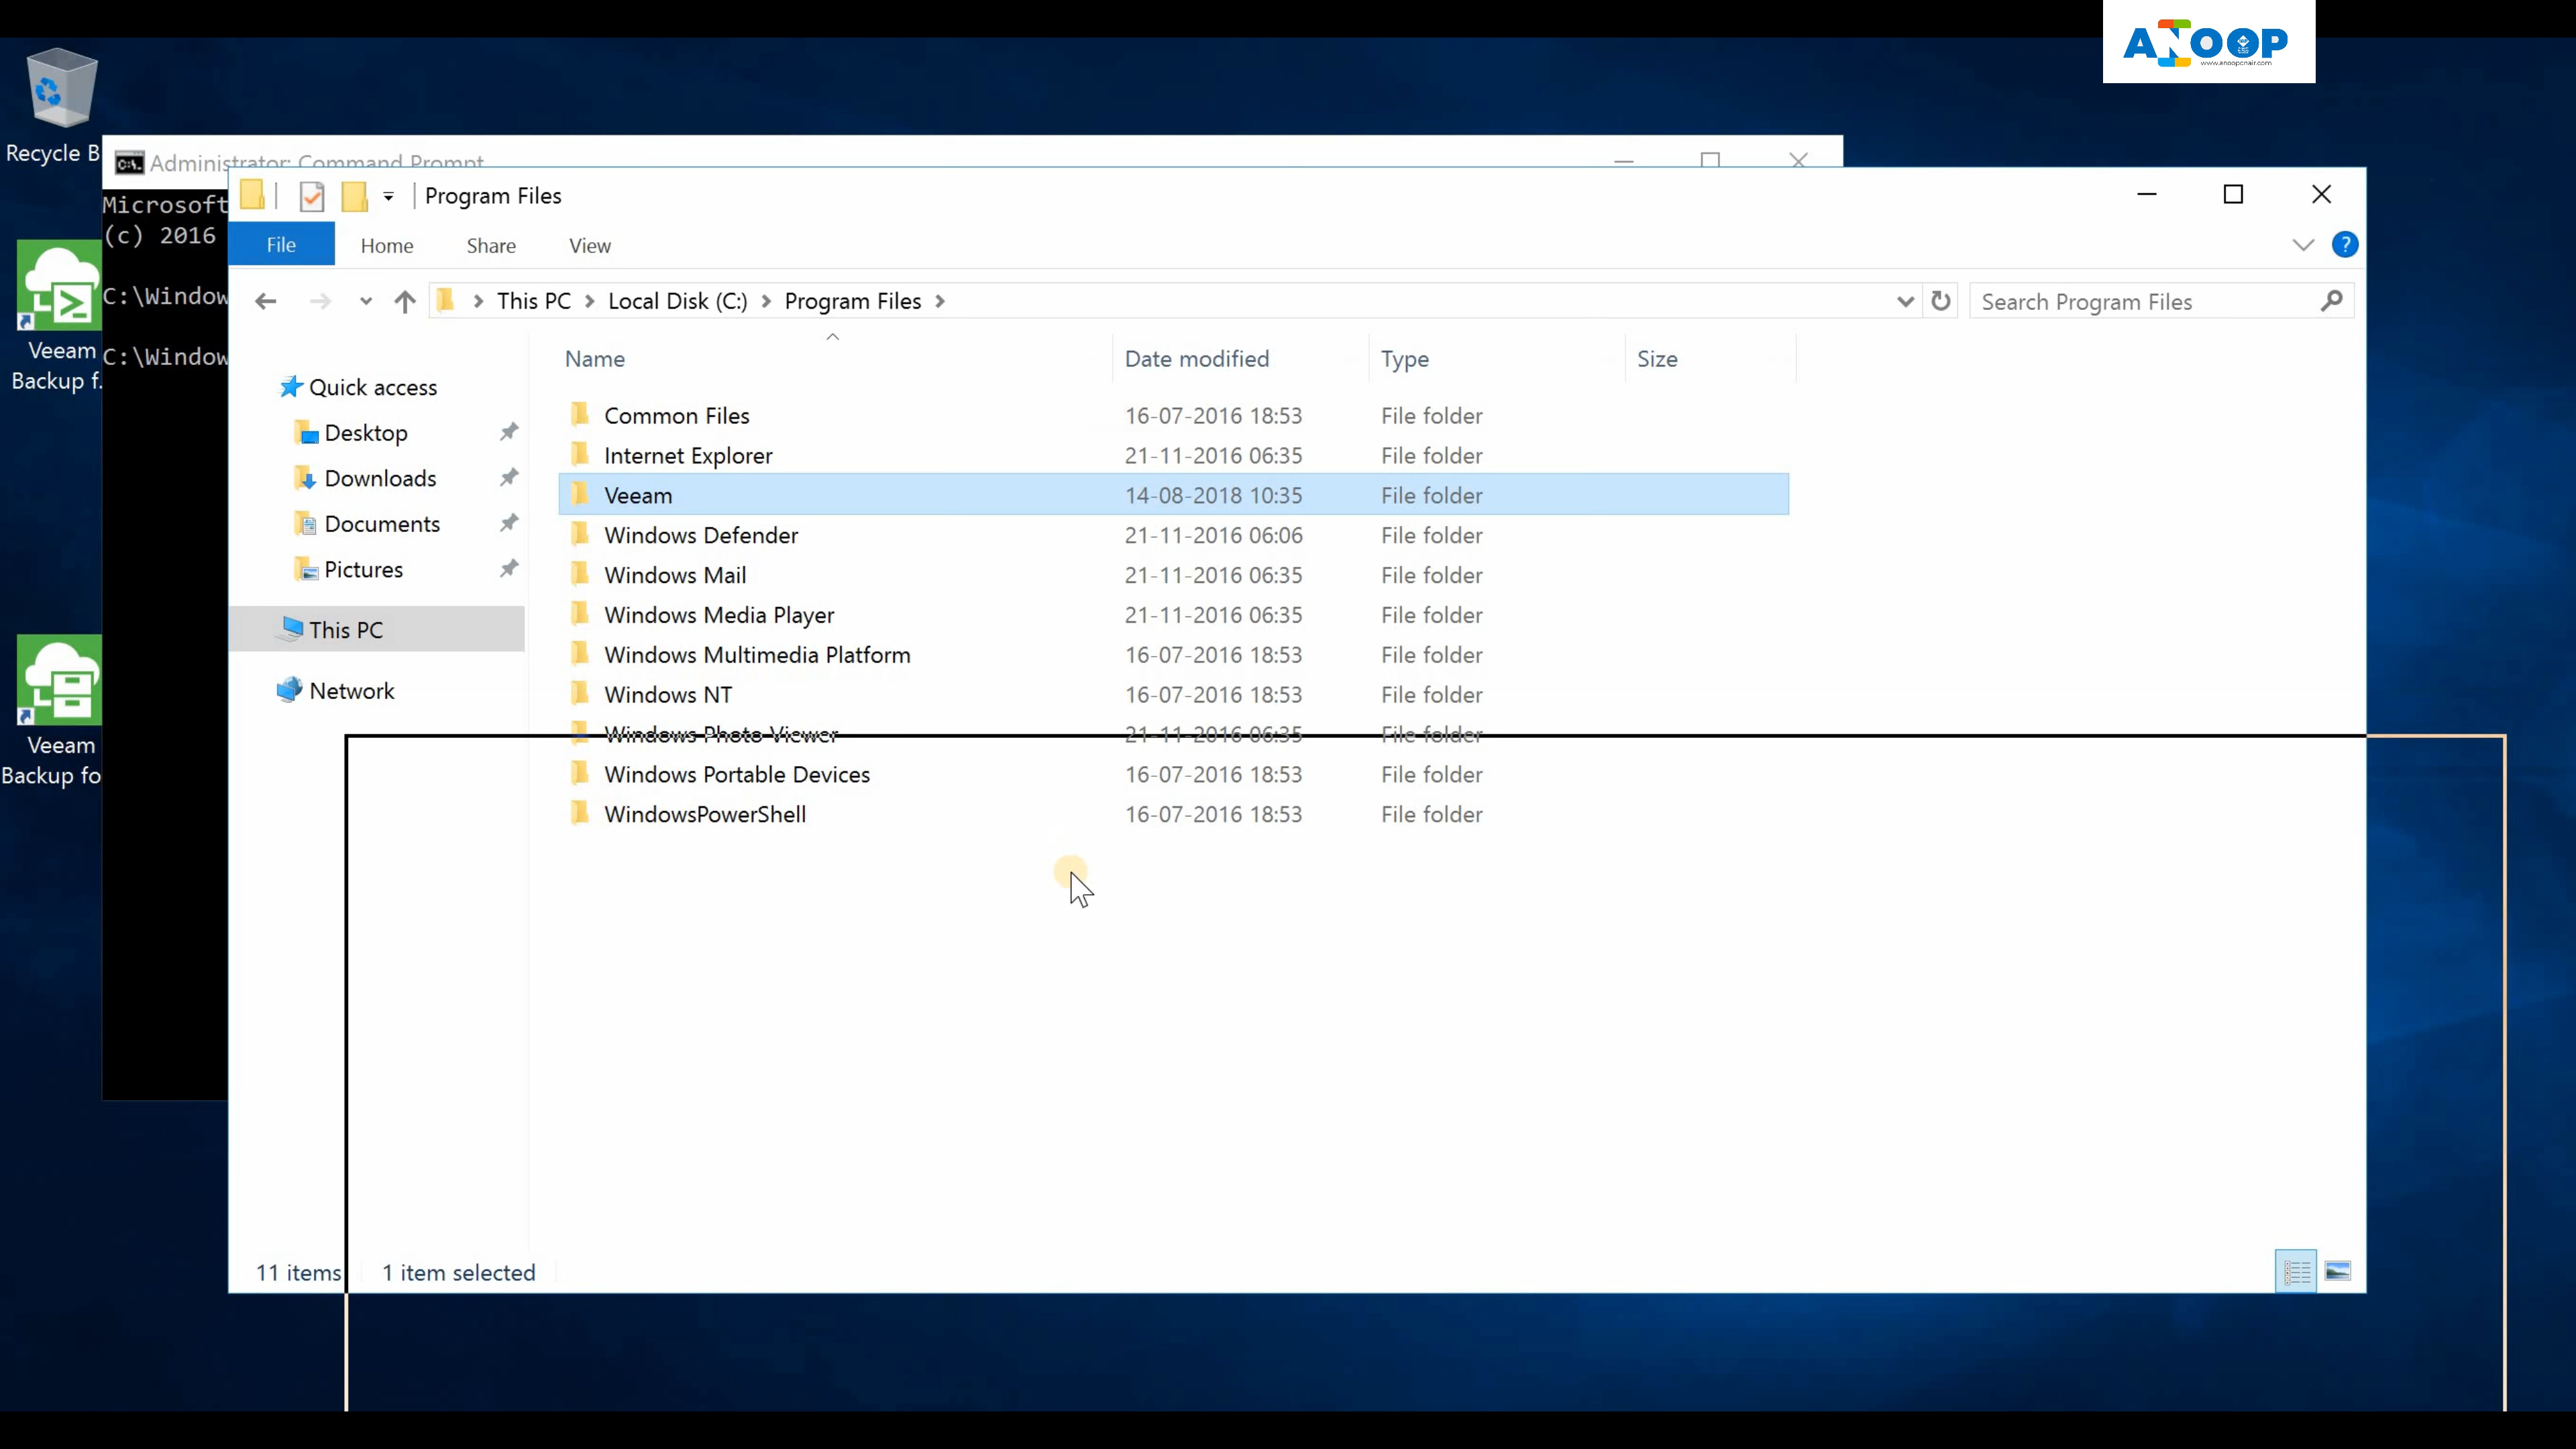 ANOOP
www.anoopcnair.com
Recycle B
Administrator: Command Prompt
Program Files
Microsoft
(c) 2016
File Home Share View
Veeam
Backup f.
C:\Window
This PC Local Disk (C:) Program Files
Search Program Files
C:\Window
Name Date modified Type Size
Quick access
Desktop
Downloads
Documents
Pictures
This PC
Network
Common Files 16-07-2016 18:53 File folder
Internet Explorer 21-11-2016 06:35 File folder
Veeam 14-08-2018 10:35 File folder
Windows Defender 21-11-2016 06:06 File folder
Windows Mail 21-11-2016 06:35 File folder
Windows Media Player 21-11-2016 06:35 File folder
Windows Multimedia Platform 16-07-2016 18:53 File folder
Windows NT 16-07-2016 18:53 File folder
Windows Photo Viewer 21-11-2016 06:35 File folder
Windows Portable Devices 16-07-2016 18:53 File folder
WindowsPowerShell 16-07-2016 18:53 File folder
Veeam
Backup fo
11 items 1 item selected